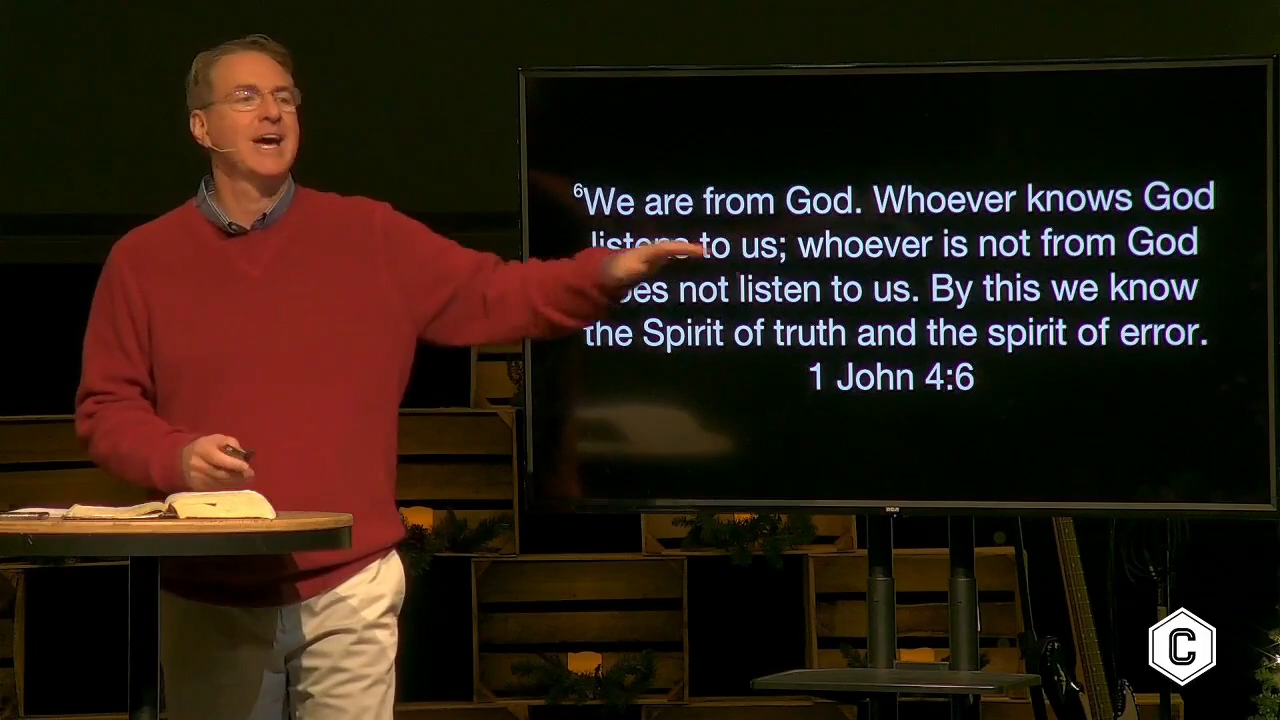 ⁶We are from God. Whoever knows God
to us; whoever is not from God
not listen to us. By this we know
the Spirit of truth and the spirit of error.
1 John 4:6
RCA
C